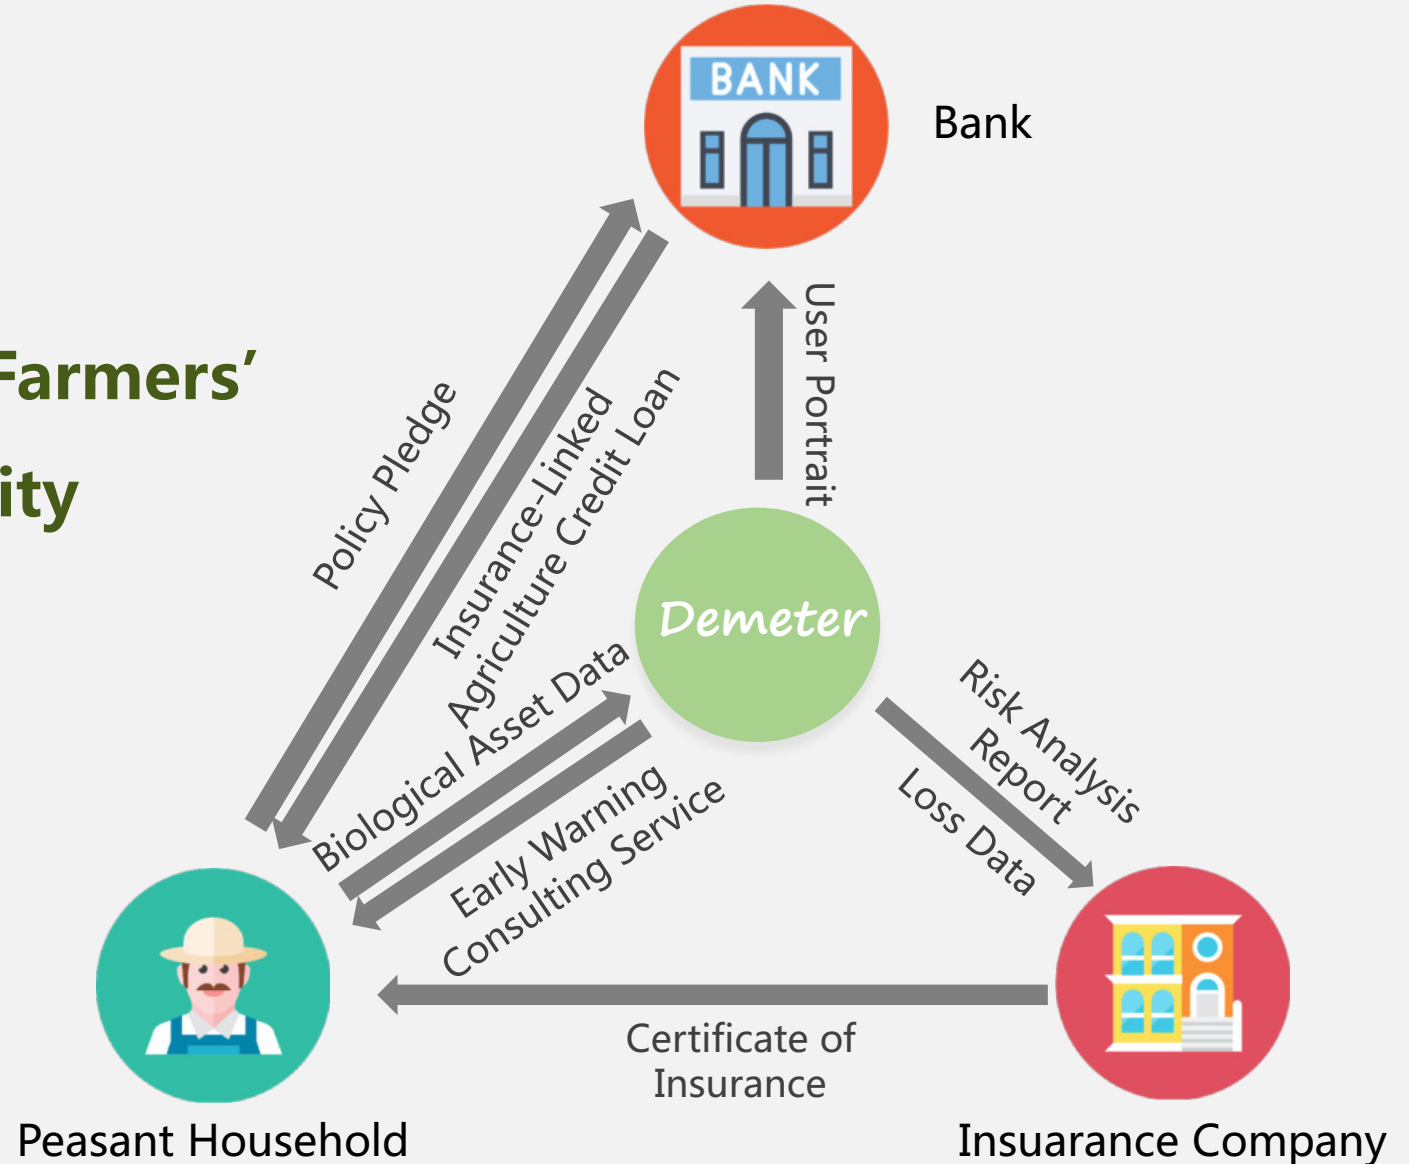 BANK
Bank
Farmers’
ity
User Portrait
Policy Pledge
Insurance-Linked
Agriculture Credit Loan
Demeter
Biological Asset Data
Early Warning
Consulting Service
Risk Analysis
Report
Loss Data
Certificate of
Insurance
Peasant Household
Insuarance Company